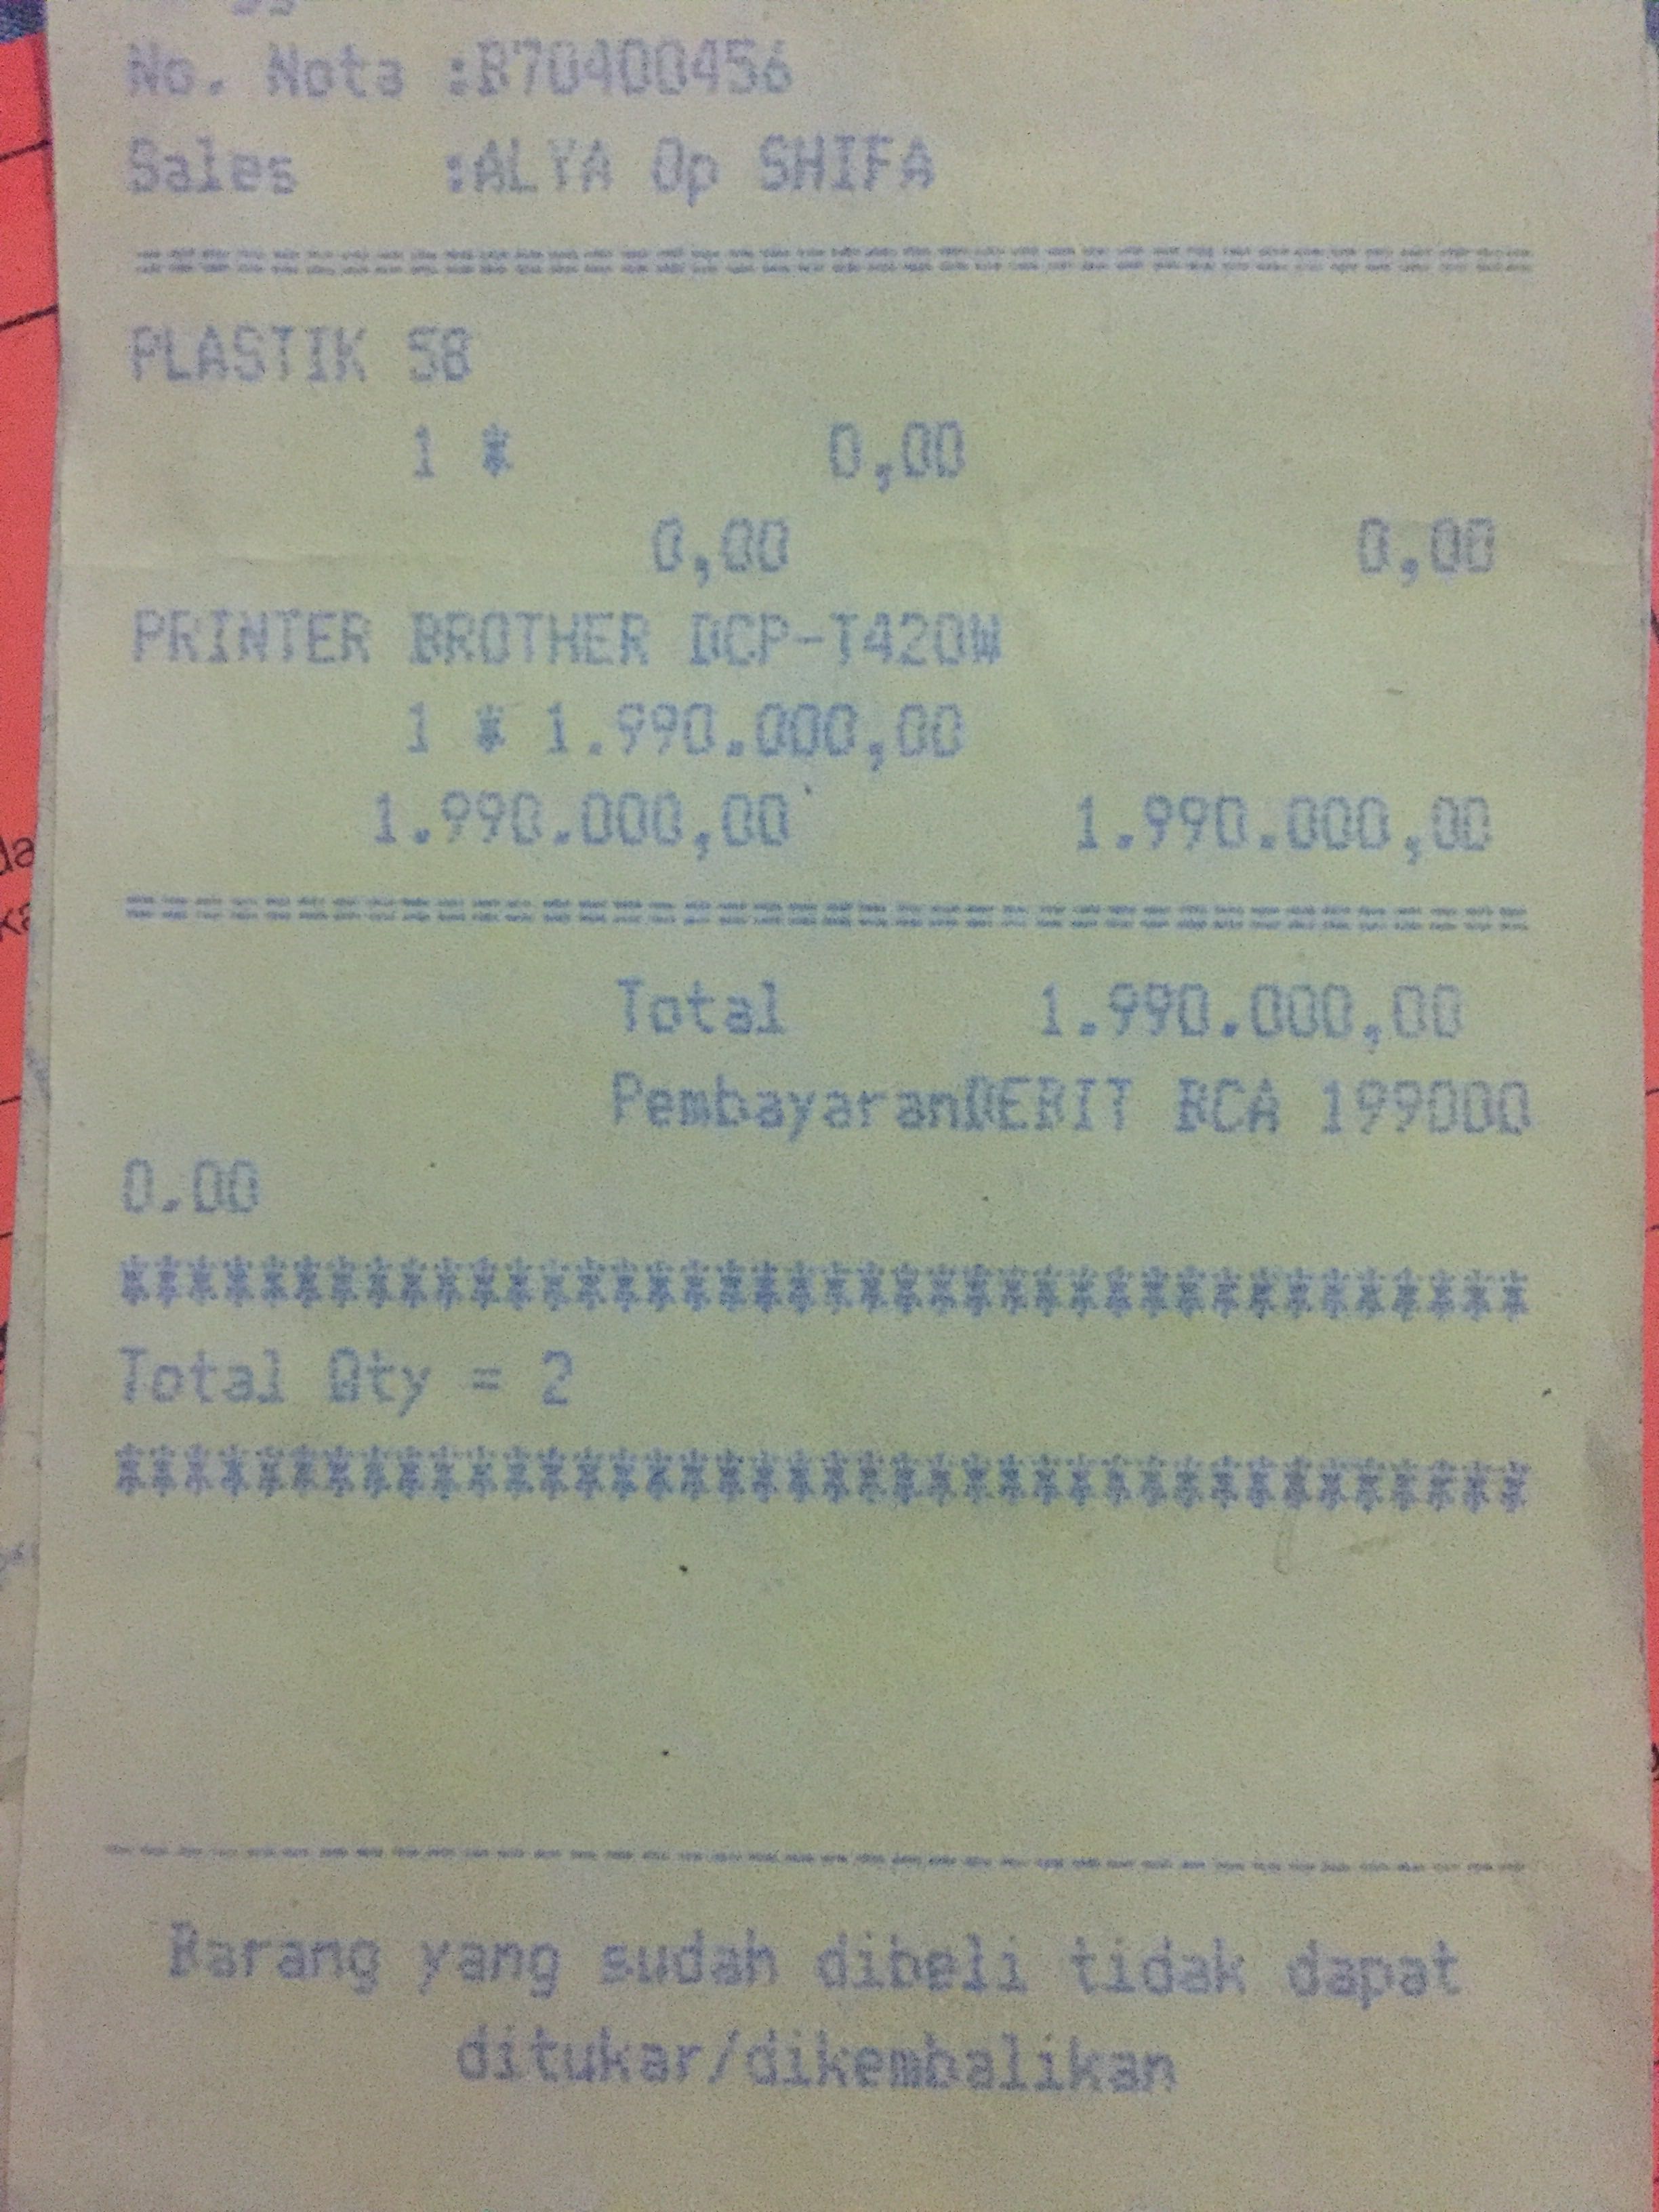 No. Nota :B70400456
Sales :ALYA Op SHIFA
========================================
PLASTIK 58
1 * 0,00
0,00 0,00
PRINTER BROTHER DCP-T420W
1 * 1.990.000,00
1.990.000,00 1.990.000,00
========================================
Total 1.990.000,00
PembayaranDEBIT BCA 199000
0.00
****************************************
Total Qty = 2
****************************************
----------------------------------------
Barang yang sudah dibeli tidak dapat
ditukar/dikembalikan